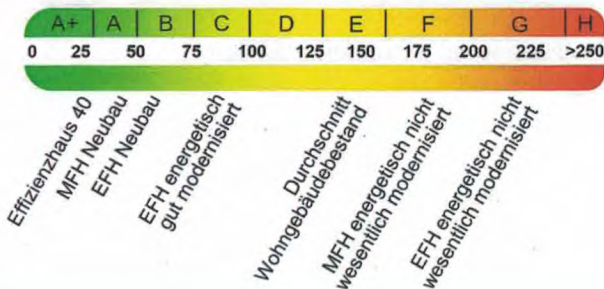 A+ A B C D E F G H
0 25 50 75 100 125 150 175 200 225 >250
Effizienzhaus 40
MFH Neubau
EFH Neubau
EFH energetisch
gut modernisiert
Durchschnitt
Wohngebäudebestand
MFH energetisch nicht
wesentlich modernisiert
EFH energetisch nicht
wesentlich modernisiert